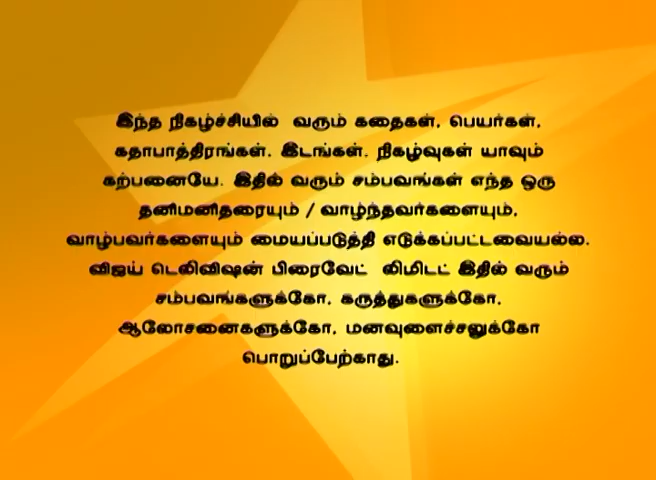 இந்த நிகழ்ச்சியில் வரும் கதைகள், பெயர்கள்,
கதாபாத்திரங்கள், இடங்கள், நிகழ்வுகள் யாவும்
கற்பனையே. இதில் வரும் சம்பவங்கள் எந்த ஒரு
தனிமனிதரையும் / வாழ்ந்தவர்களையும்,
வாழ்பவர்களையும் மையப்படுத்தி எடுக்கப்பட்டவையல்ல.
விஜய் டெலிவிஷன் பிரைவேட் லிமிடட் இதில் வரும்
சம்பவங்களுக்கோ, கருத்துகளுக்கோ,
ஆலோசனைகளுக்கோ, மனவுளைச்சலுக்கோ
பொறுப்பேற்காது.